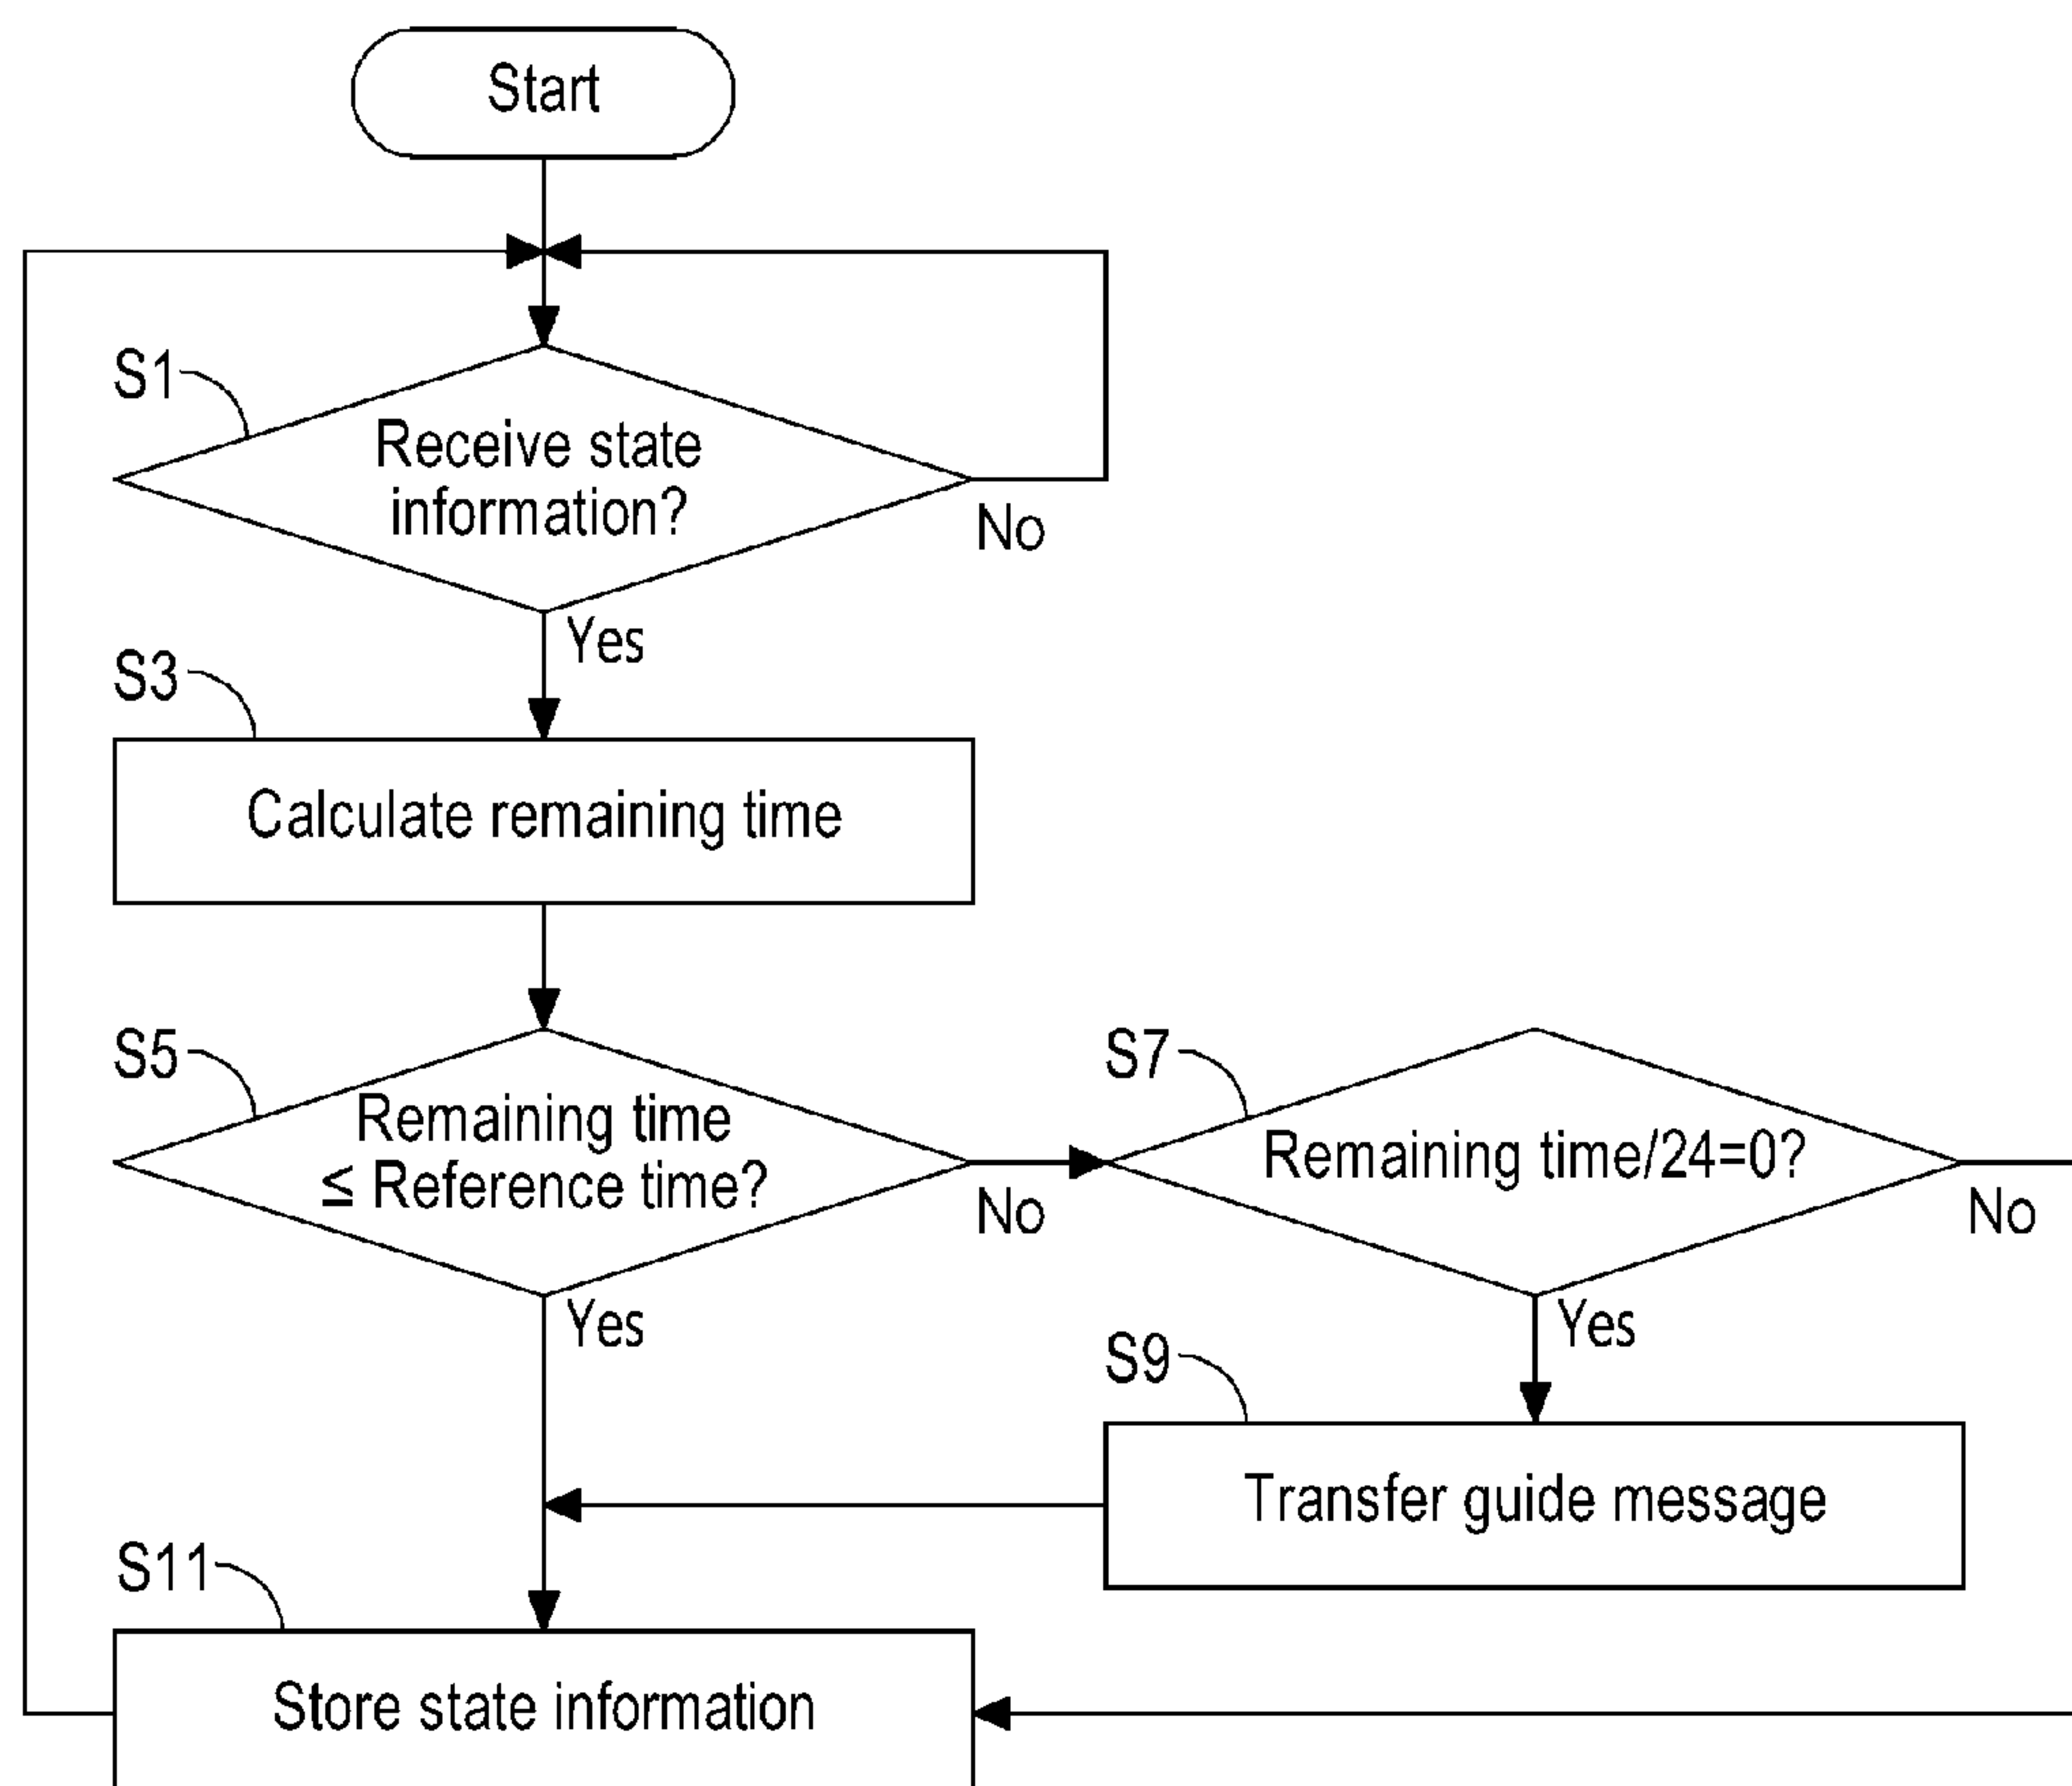 Start
S1
Receive state
information?
No
Yes
S3
Calculate remaining time
S5
Remaining time
≤ Reference time?
No
Yes
S7
Remaining time/24=0?
No
Yes
S9
Transfer guide message
S11
Store state information